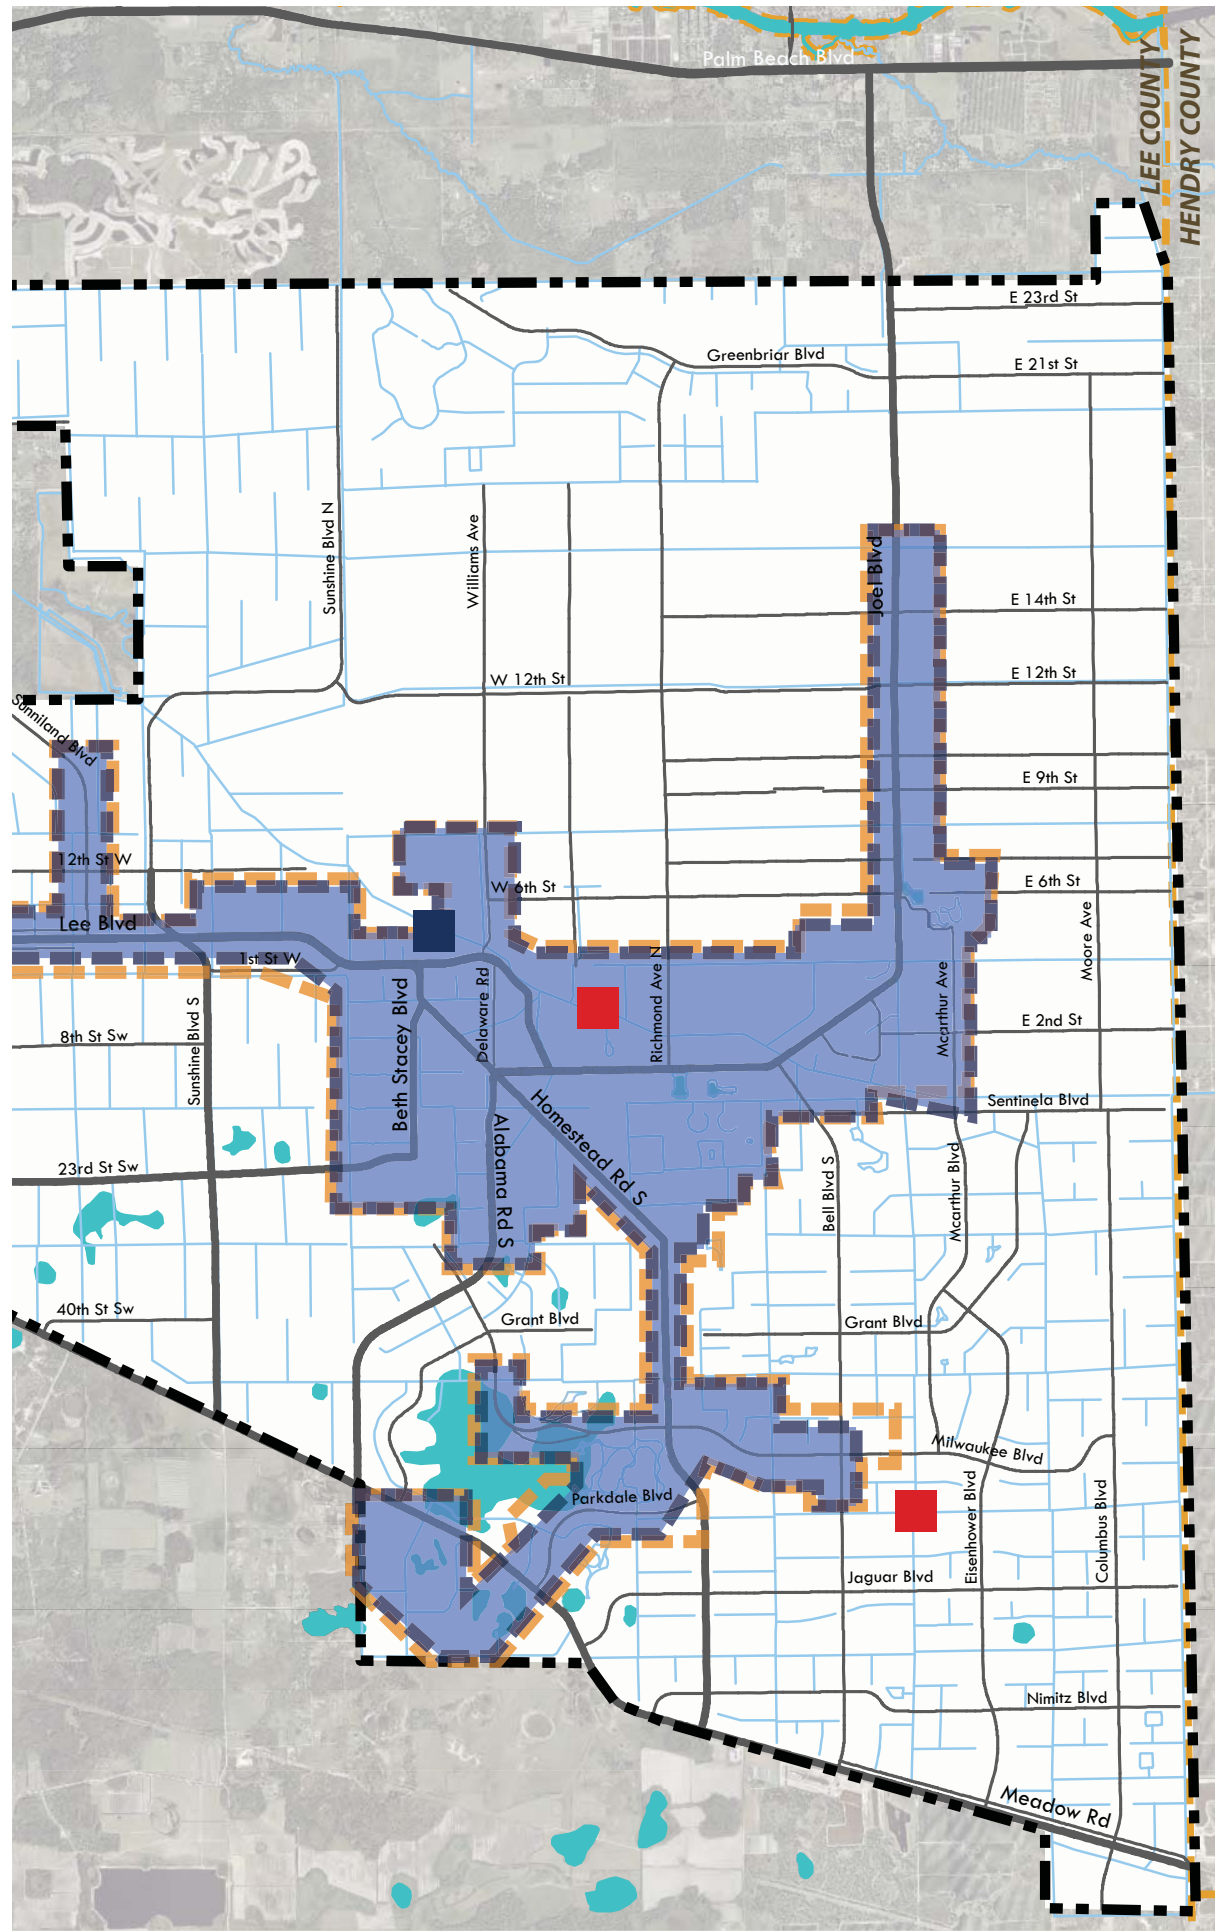 Palm Beach Blvd
LEE COUNTY
HENDRY COUNTY
E 23rd St
Greenbriar Blvd
E 21st St
Sunshine Blvd N
Williams Ave
Joel Blvd
E 14th St
W 12th St
E 12th St
Sunniland Blvd
E 9th St
12th St W
W 6th St
E 6th St
Lee Blvd
Moore Ave
1st St W
Richmond Ave N
Mcarthur Ave
Delaware Rd
Beth Stacey Blvd
E 2nd St
8th St Sw
Sunshine Blvd S
Homestead Rd S
Sentinela Blvd
Alabama Rd S
23rd St Sw
Bell Blvd S
Mcarthur Blvd
40th St Sw
Grant Blvd
Grant Blvd
Milwaukee Blvd
Parkdale Blvd
Eisenhower Blvd
Columbus Blvd
Jaguar Blvd
Nimitz Blvd
Meadow Rd